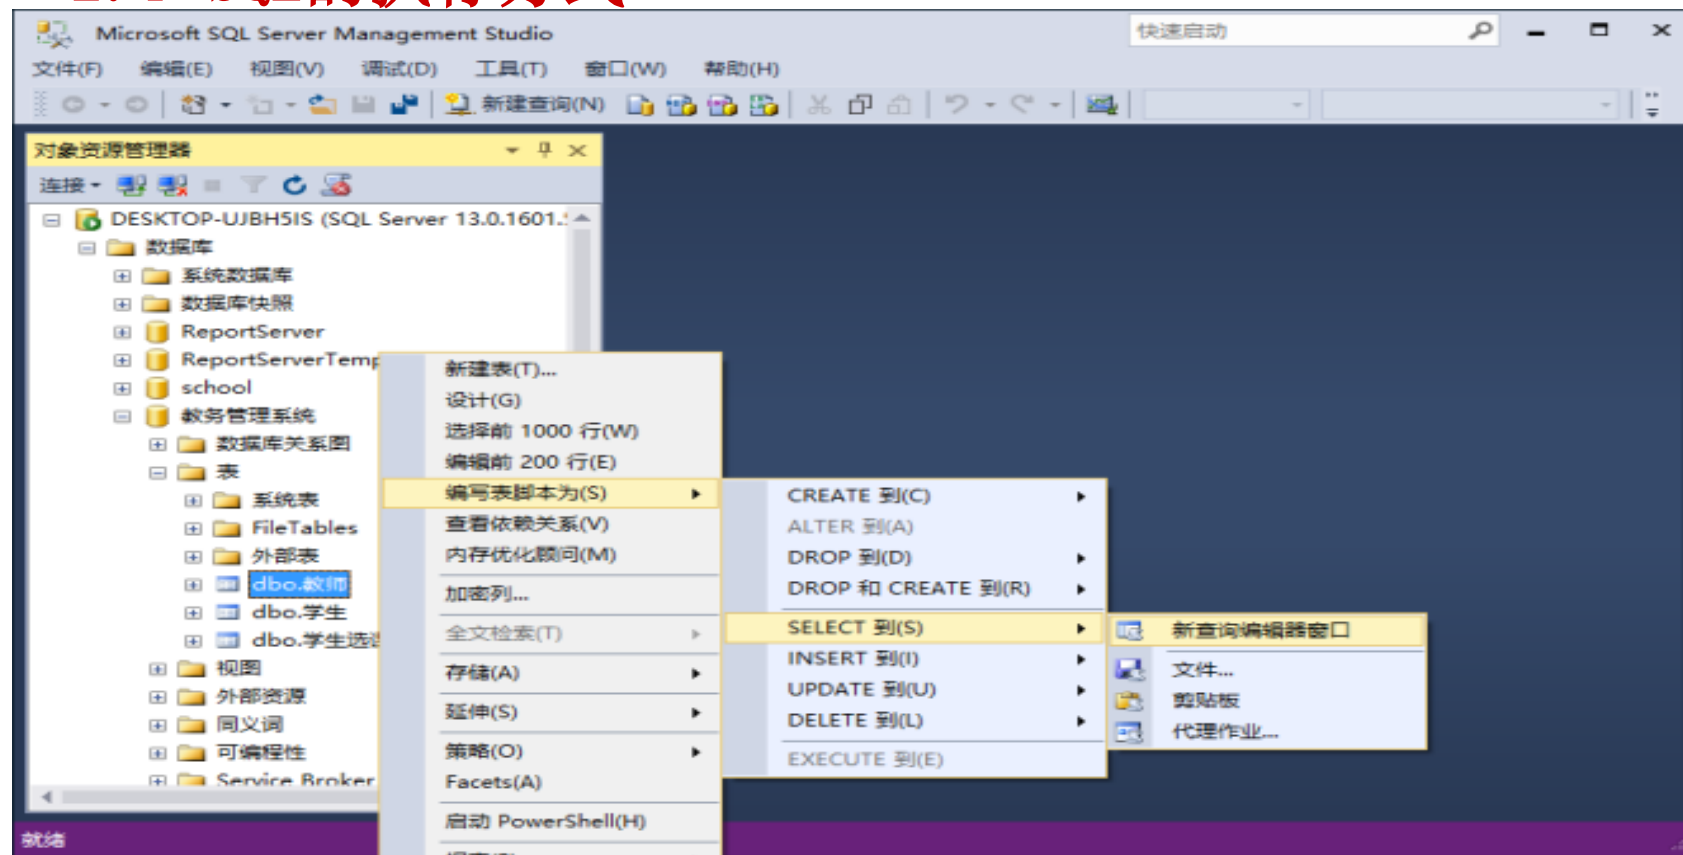 Microsoft SQL Server Management Studio
快速启动
文件(F) 编辑(E) 视图(V) 调试(D) 工具(T) 窗口(W) 帮助(H)
新建查询(N)
对象资源管理器
连接
DESKTOP-UJBH5IS (SQL Server 13.0.1601.
数据库
系统数据库
数据库快照
ReportServer
ReportServerTemp
school
教务管理系统
数据库关系图
表
系统表
FileTables
外部表
dbo.教师
dbo.学生
dbo.学生选
视图
外部资源
同义词
可编程性
Service Broker
新建表(T)...
设计(G)
选择前 1000 行(W)
编辑前 200 行(E)
编写表脚本为(S)
查看依赖关系(V)
内存优化顾问(M)
加密列...
全文检索(T)
存储(A)
延伸(S)
策略(O)
Facets(A)
启动 PowerShell(H)
CREATE 到(C)
ALTER 到(A)
DROP 到(D)
DROP 和 CREATE 到(R)
SELECT 到(S)
INSERT 到(I)
UPDATE 到(U)
DELETE 到(L)
EXECUTE 到(E)
新查询编辑器窗口
文件...
剪贴板
代理作业...
就绪